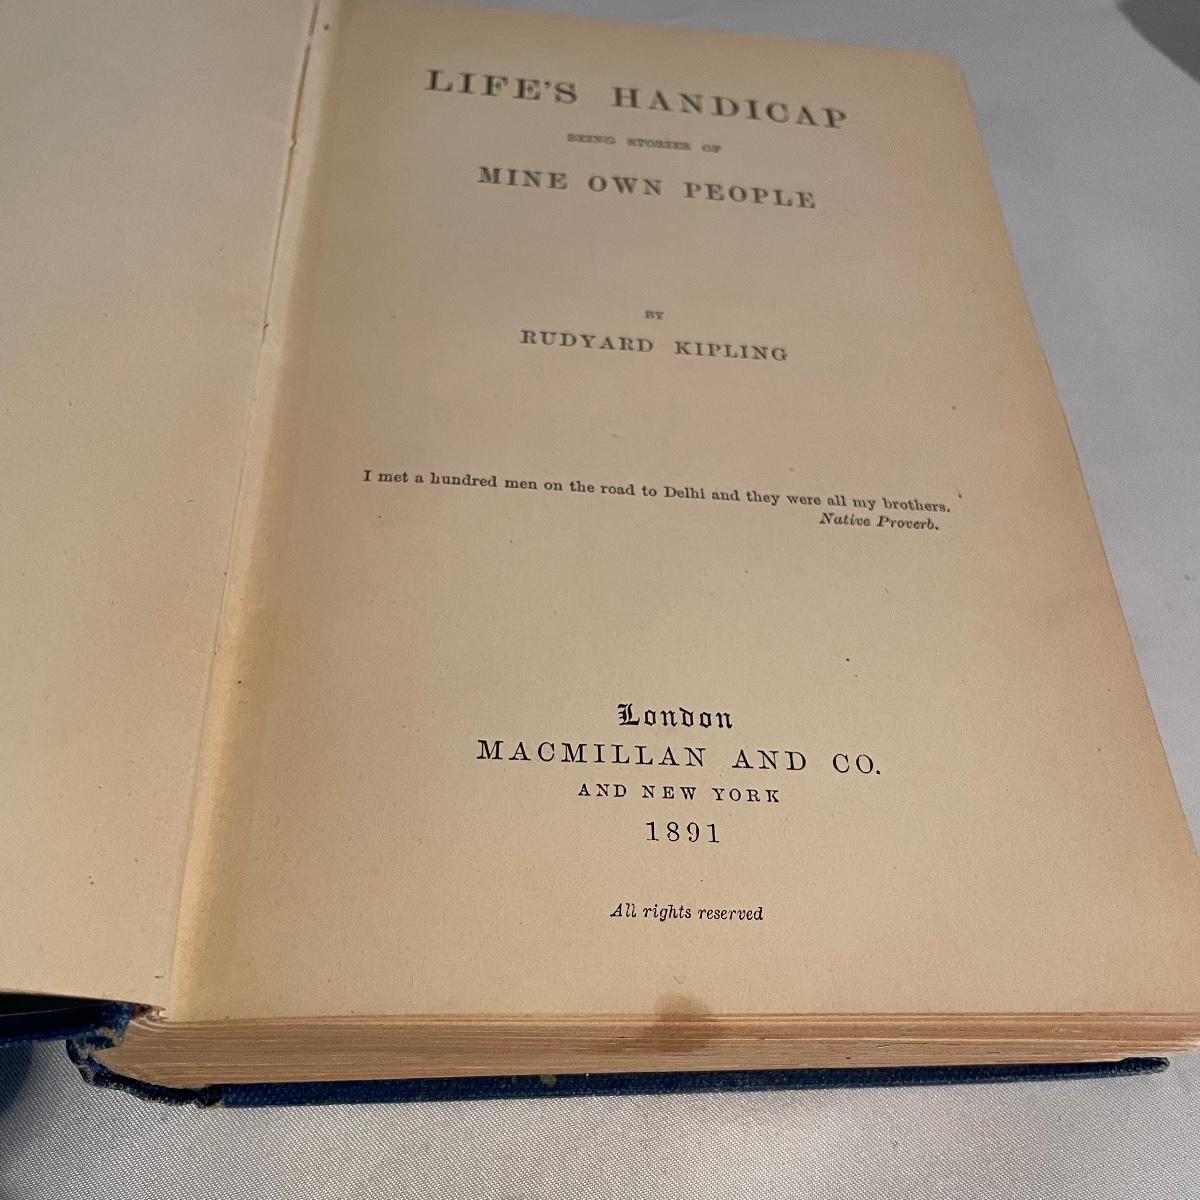 LIFE'S HANDICAP
BEING STORIES OF
MINE OWN PEOPLE
BY
RUDYARD KIPLING
I met a hundred men on the road to Delhi and they were all my brothers.
Native Proverb.
London
MACMILLAN AND CO.
AND NEW YORK
1891
All rights reserved